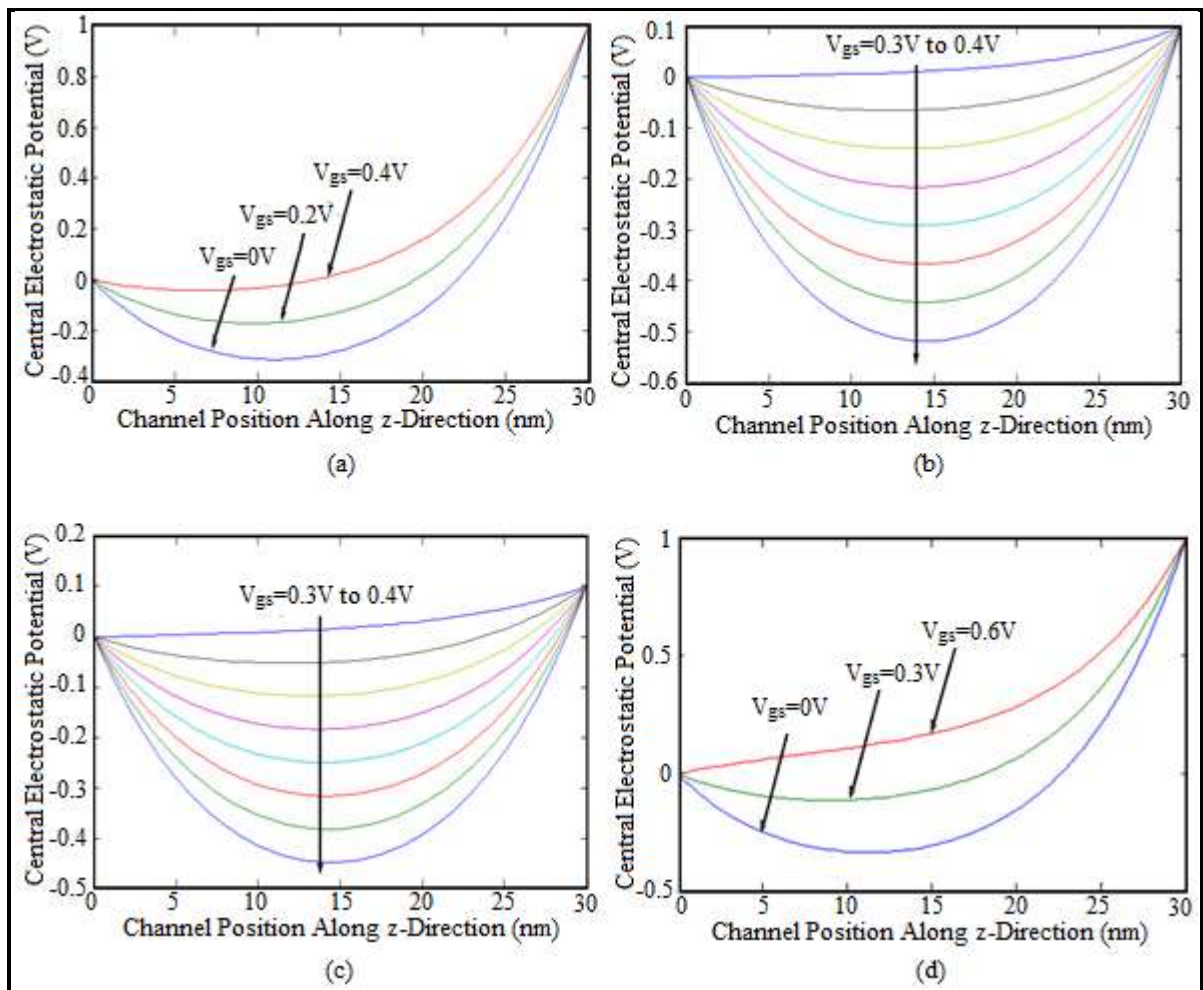 Central Electrostatic Potential (V)
1
0.8
0.6
0.4
0.2
0
-0.2
-0.4
Vgs=0.4V
Vgs=0.2V
Vgs=0V
0 5 10 15 20 25 30
Channel Position Along z-Direction (nm)
(a)
Central Electrostatic Potential (V)
0.1
0
-0.1
-0.2
-0.3
-0.4
-0.5
-0.6
Vgs=0.3V to 0.4V
0 5 10 15 20 25 30
Channel Position Along z-Direction (nm)
(b)
Central Electrostatic Potential (V)
0.2
0.1
0
-0.1
-0.2
-0.3
-0.4
-0.5
Vgs=0.3V to 0.4V
0 5 10 15 20 25 30
Channel Position Along z-Direction (nm)
(c)
Central Electrostatic Potential (V)
1
0.5
0
-0.5
Vgs=0.6V
Vgs=0.3V
Vgs=0V
0 5 10 15 20 25 30
Channel Position Along z-Direction (nm)
(d)